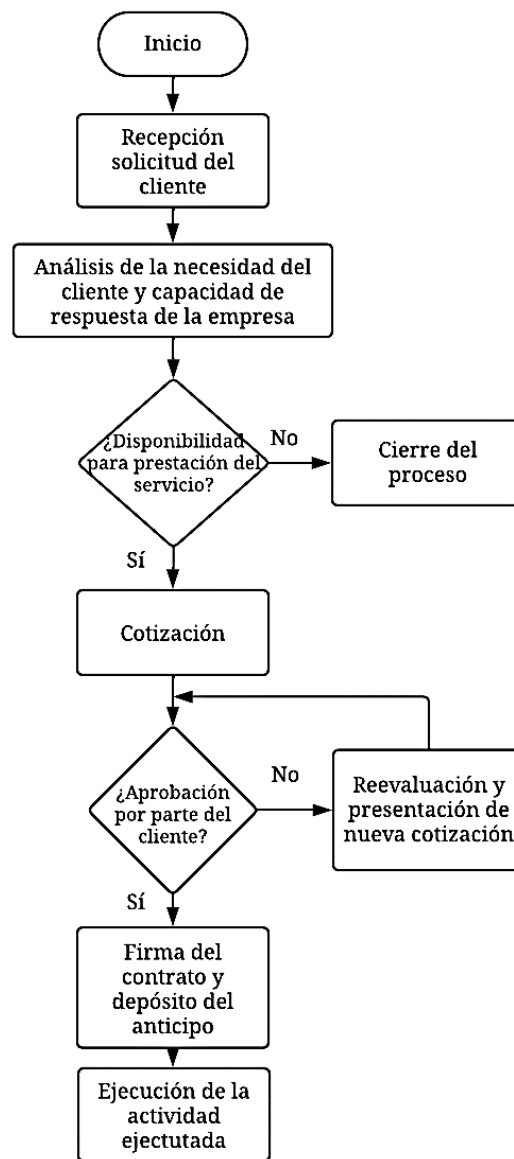 Inicio
Recepción
solicitud del
cliente
Análisis de la necesidad del
cliente y capacidad de
respuesta de la empresa
¿Disponibilidad
para prestación del
servicio?
No
Cierre del
proceso
Sí
Cotización
¿Aprobación
por parte del
cliente?
No
Reevaluación y
presentación de
nueva cotización
Sí
Firma del
contrato y
depósito del
anticipo
Ejecución de la
actividad
ejectutada